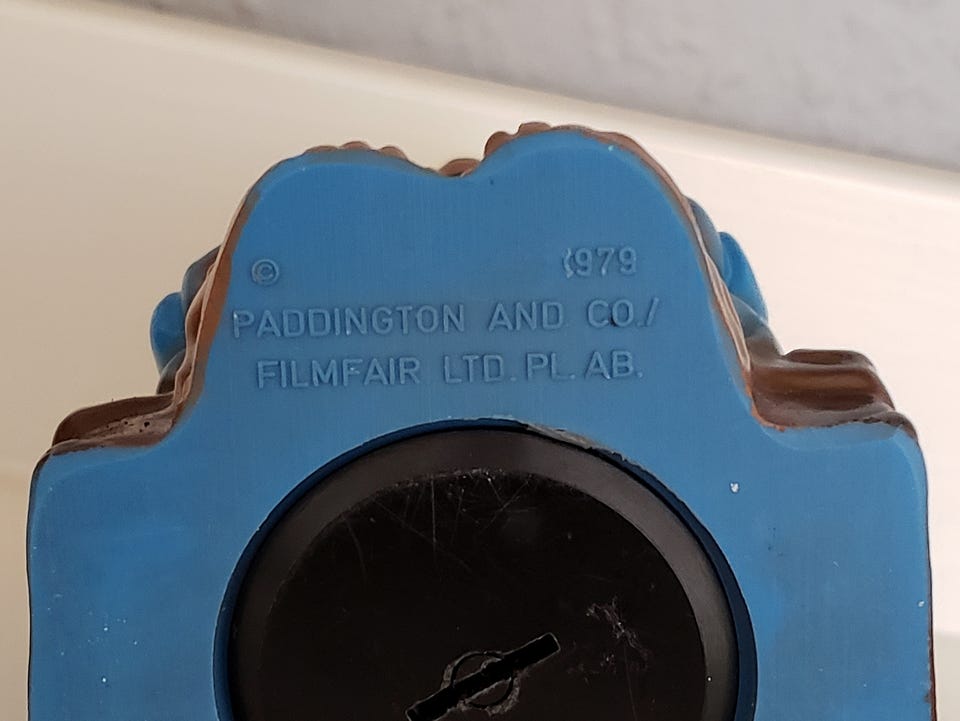 © 1979
PADDINGTON AND CO./
FILMFAIR LTD. PL. AB.